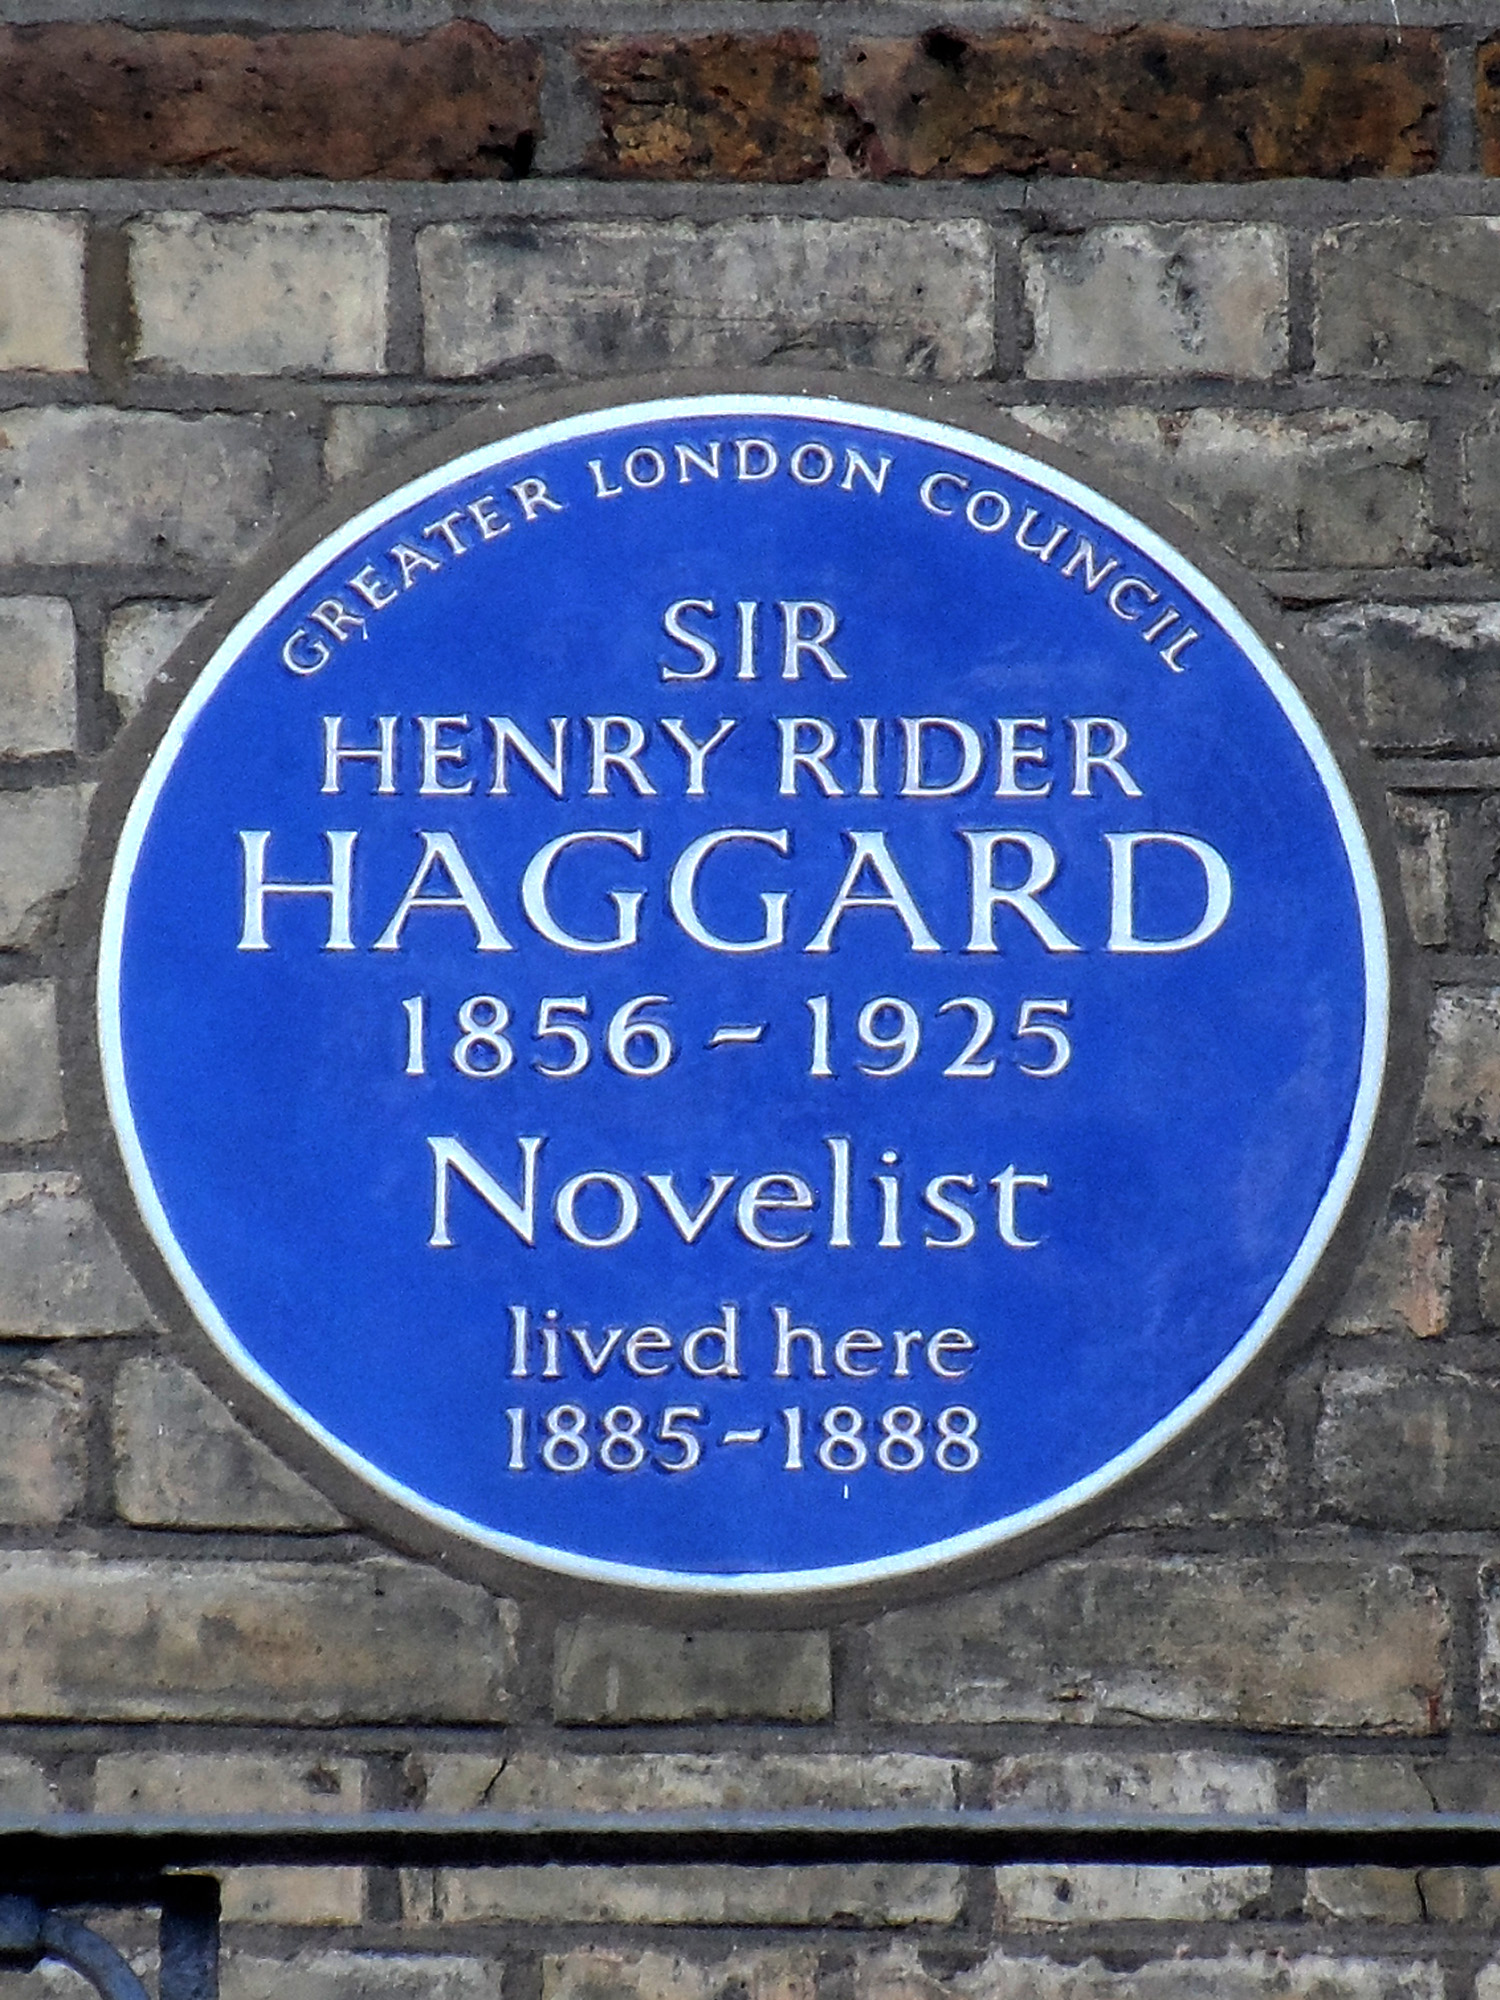 GREATER LONDON COUNCIL
SIR
HENRY RIDER
HAGGARD
1856-1925
Novelist
lived here
1885-1888